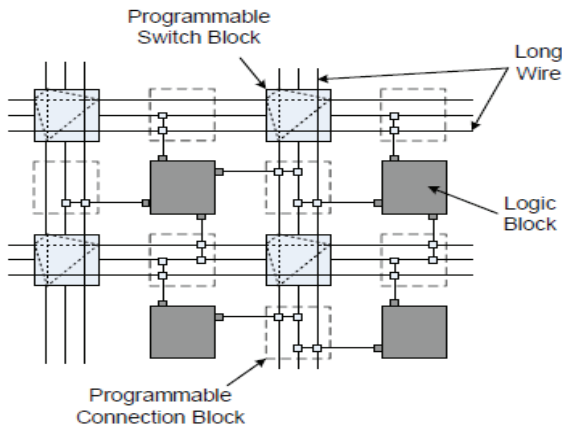 Programmable
Switch Block
Long
Wire
Logic
Block
Programmable
Connection Block